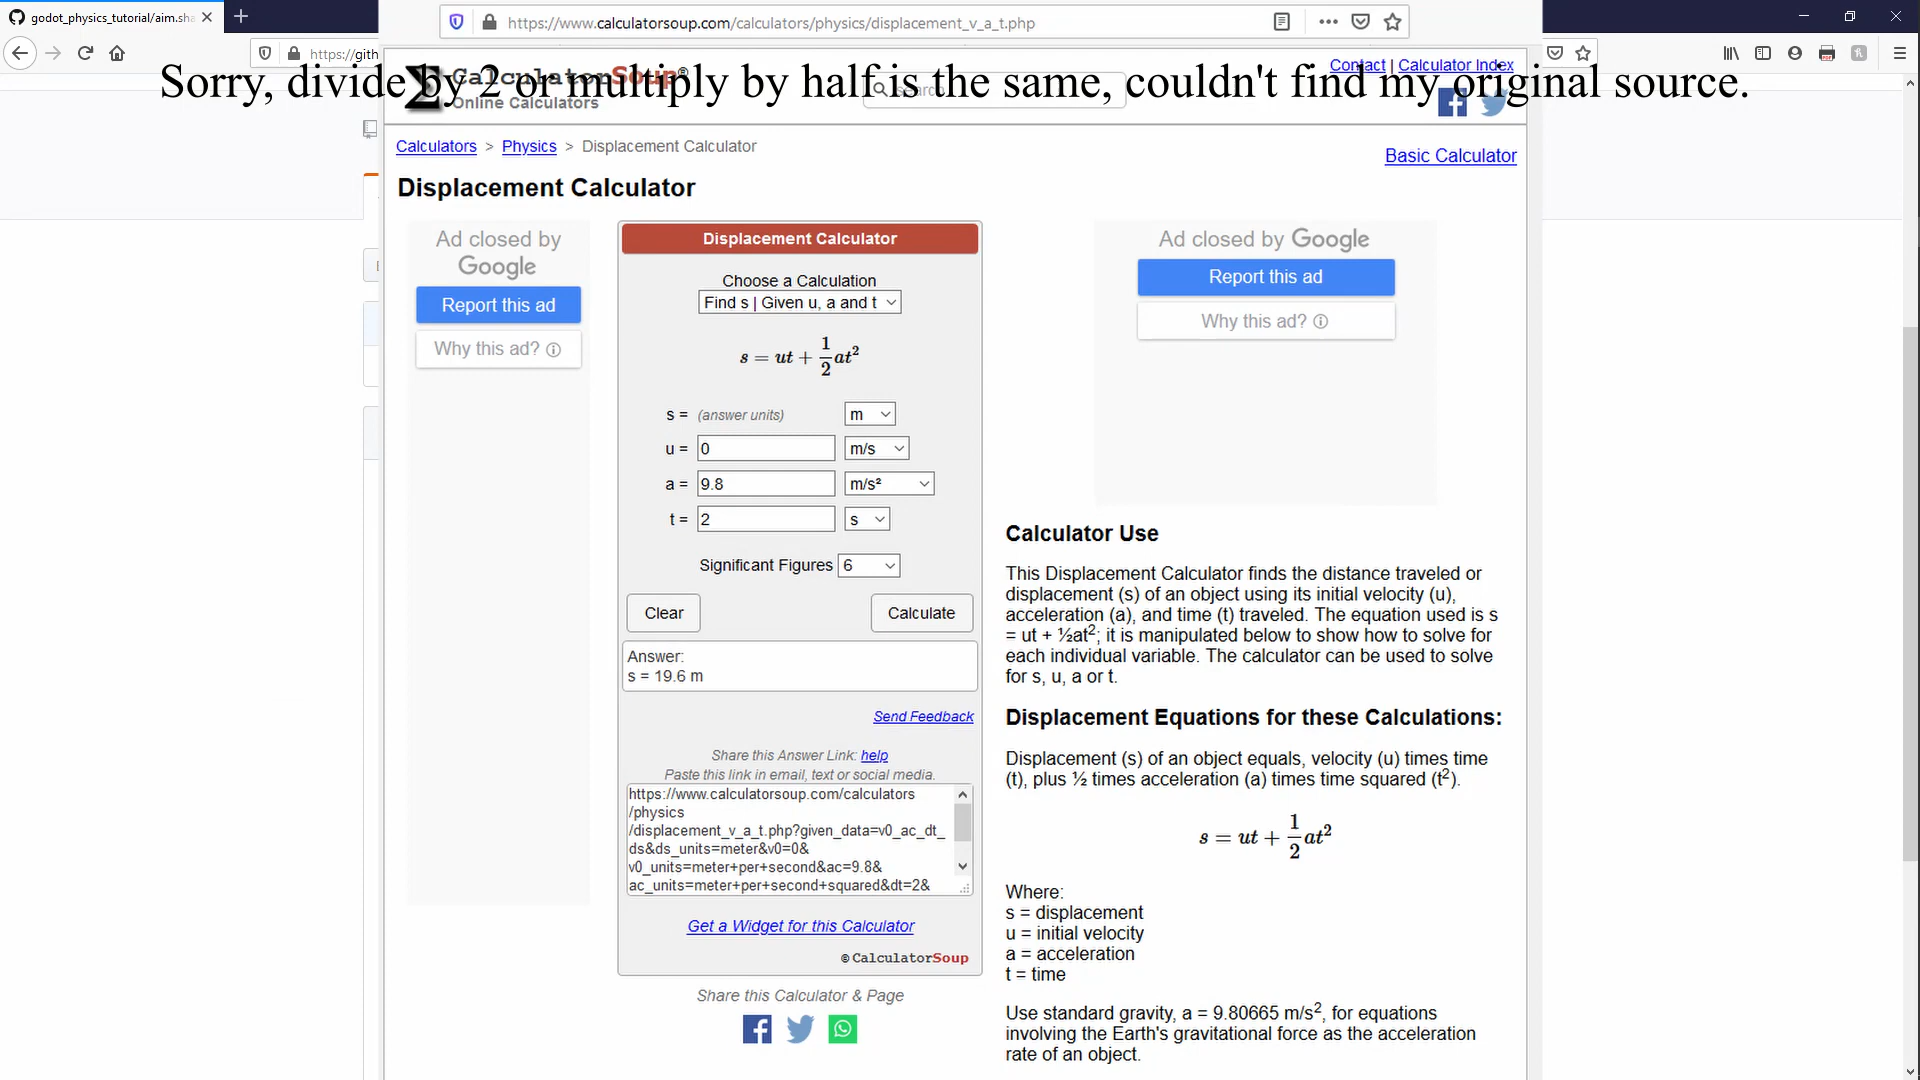 godot_physics_tutorial/aim.sha
https://www.calculatorsoup.com/calculators/physics/displacement_v_a_t.php
https://gith
Sorry, divide by 2 or multiply by half is the same, couldn't find my original source.
CalculatorSoup®
Online Calculators
search
Contact | Calculator Index
Calculators > Physics > Displacement Calculator
Basic Calculator
Displacement Calculator
Ad closed by
Google
Report this ad
Why this ad?
Displacement Calculator
Choose a Calculation
Find s | Given u, a and t
s = ut + 1/2 at²
s = (answer units) m
u = 0 m/s
a = 9.8 m/s²
t = 2 s
Significant Figures 6
Clear Calculate
Answer:
s = 19.6 m
Send Feedback
Share this Answer Link: help
Paste this link in email, text or social media.
https://www.calculatorsoup.com/calculators
/physics
/displacement_v_a_t.php?given_data=v0_ac_dt_
ds&ds_units=meter&v0=0&
v0_units=meter+per+second&ac=9.8&
ac_units=meter+per+second+squared&dt=2&
Get a Widget for this Calculator
© CalculatorSoup
Share this Calculator & Page
Ad closed by Google
Report this ad
Why this ad?
Calculator Use
This Displacement Calculator finds the distance traveled or
displacement (s) of an object using its initial velocity (u),
acceleration (a), and time (t) traveled. The equation used is s
= ut + ½at²; it is manipulated below to show how to solve for
each individual variable. The calculator can be used to solve
for s, u, a or t.
Displacement Equations for these Calculations:
Displacement (s) of an object equals, velocity (u) times time
(t), plus ½ times acceleration (a) times time squared (t²).
s = ut + 1/2 at²
Where:
s = displacement
u = initial velocity
a = acceleration
t = time
Use standard gravity, a = 9.80665 m/s², for equations
involving the Earth's gravitational force as the acceleration
rate of an object.